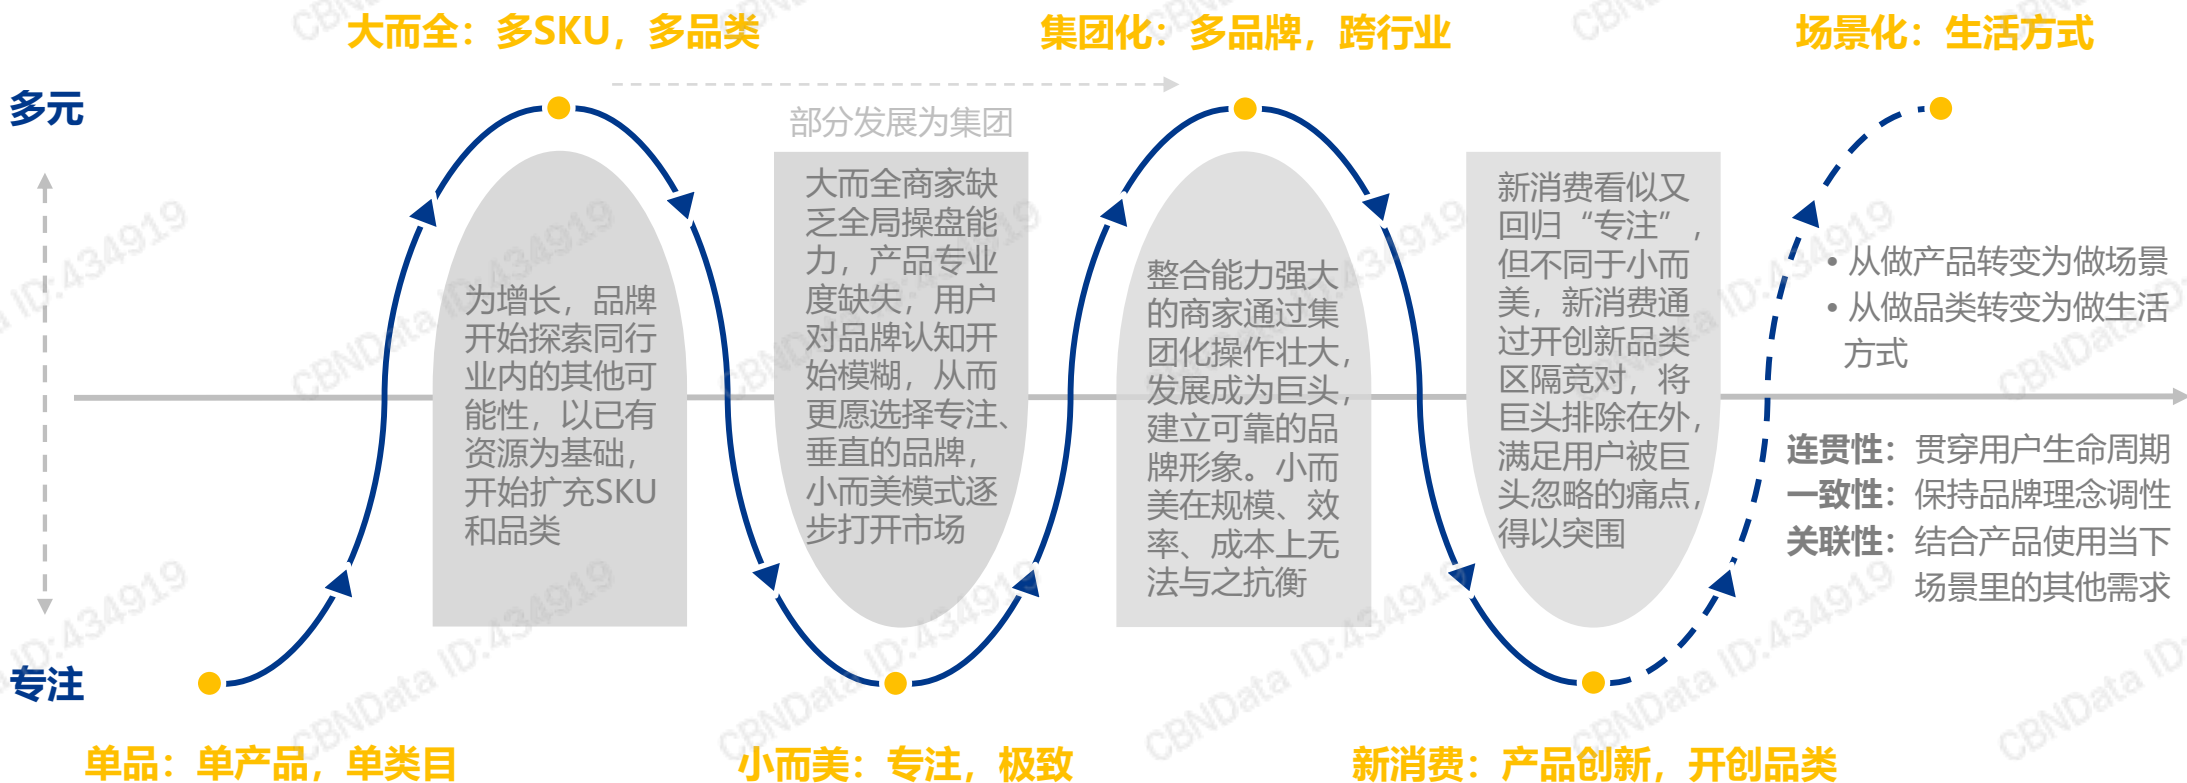 大而全：多SKU，多品类
集团化：多品牌，跨行业
场景化：生活方式
多元
部分发展为集团
为增长，品牌
开始探索同行
业内的其他可
能性，以已有
资源为基础，
开始扩充SKU
和品类
大而全商家缺
乏全局操盘能
力，产品专业
度缺失，用户
对品牌认知开
始模糊，从而
更愿选择专注、
垂直的品牌，
小而美模式逐
步打开市场
整合能力强大
的商家通过集
团化操作壮大，
发展成为巨头，
建立可靠的品
牌形象。小而
美在规模、效
率、成本上无
法与之抗衡
新消费看似又
回归“专注”，
但不同于小而
美，新消费通
过开创新品类
区隔竞对，将
巨头排除在外，
满足用户被巨
头忽略的痛点，
得以突围
• 从做产品转变为做场景
• 从做品类转变为做生活
方式
连贯性：贯穿用户生命周期
一致性：保持品牌理念调性
关联性：结合产品使用当下
场景里的其他需求
专注
单品：单产品，单类目
小而美：专注，极致
新消费：产品创新，开创品类
CBNData ID:434919